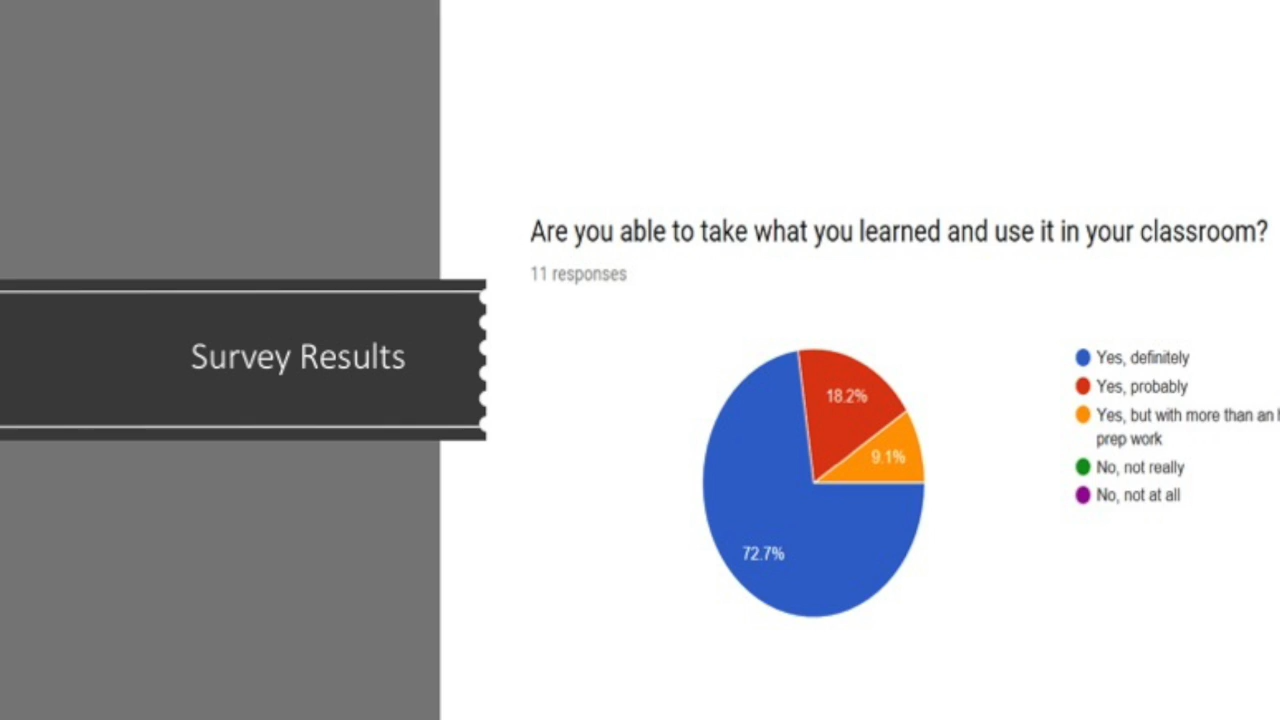 Survey Results
Are you able to take what you learned and use it in your classroom?
11 responses
18.2%
9.1%
72.7%
Yes, definitely
Yes, probably
Yes, but with more than an
prep work
No, not really
No, not at all